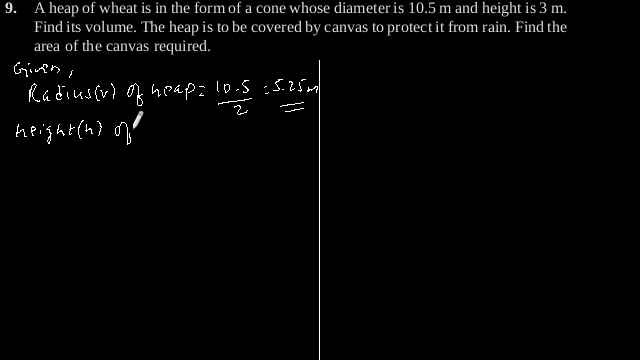 9. A heap of wheat is in the form of a cone whose diameter is 10.5 m and height is 3 m.
Find its volume. The heap is to be covered by canvas to protect it from rain. Find the
area of the canvas required.
Given,
Radius(r) of heap = 10.5/2 = 5.25m
height(h) of